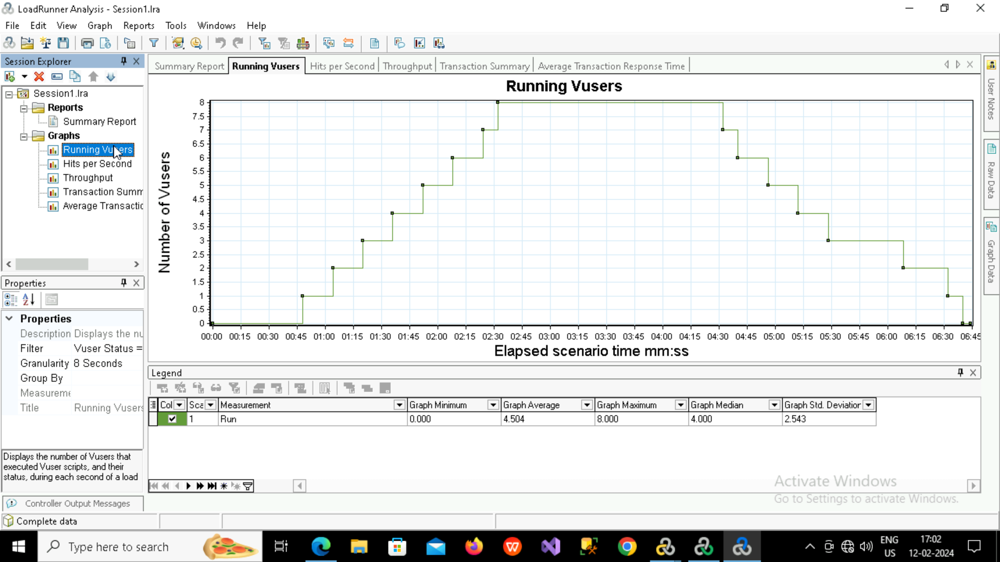 LoadRunner Analysis - Session1.lra
File Edit View Graph Reports Tools Windows Help
Session Explorer
Session1.lra
Reports
Summary Report
Graphs
Running Vusers
Hits per Second
Throughput
Transaction Summ
Average Transactic
Properties
Properties
Description Displays the nu
Filter Vuser Status =
Granularity 8 Seconds
Group By
Measureme
Title Running Vusers
Displays the number of Vusers that
executed Vuser scripts, and their
status, during each second of a load
Controller Output Messages
Complete data
Summary Report Running Vusers Hits per Second Throughput Transaction Summary Average Transaction Response Time
Running Vusers
Number of Vusers
8
7.5
7
6.5
6
5.5
5
4.5
4
3.5
3
2.5
2
1.5
1
0.5
0
00:00 00:15 00:30 00:45 01:00 01:15 01:30 01:45 02:00 02:15 02:30 02:45 03:00 03:15 03:30 03:45 04:00 04:15 04:30 04:45 05:00 05:15 05:30 05:45 06:00 06:15 06:30 06:45
Elapsed scenario time mm:ss
Legend
Col Sca Measurement Graph Minimum Graph Average Graph Maximum Graph Median Graph Std. Deviation
1 Run 0.000 4.504 8.000 4.000 2.543
User Notes
Raw Data
Graph Data
Activate Windows
Go to Settings to activate Windows.
Type here to search
ENG
US
17:02
12-02-2024